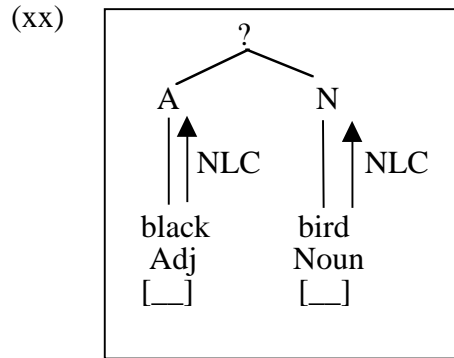 (xx)
?
A N
NLC NLC
black bird
Adj Noun
[__] [__]